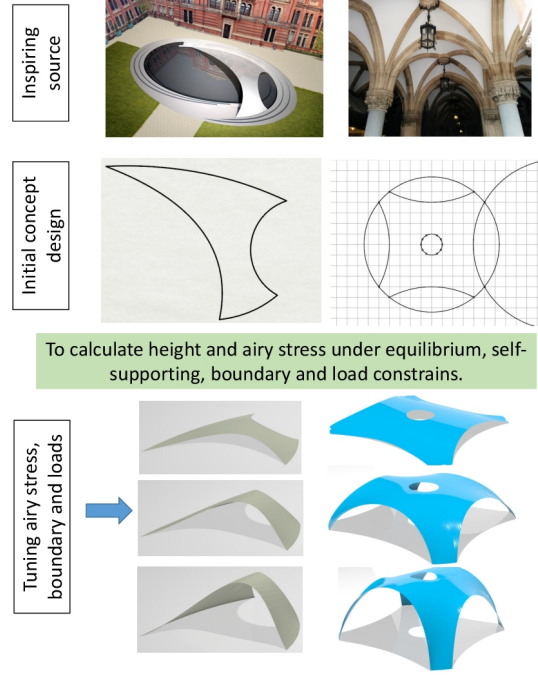 Inspiring
source
Initial concept
design
To calculate height and airy stress under equilibrium, self-
supporting, boundary and load constrains.
Tuning airy stress,
boundary and loads